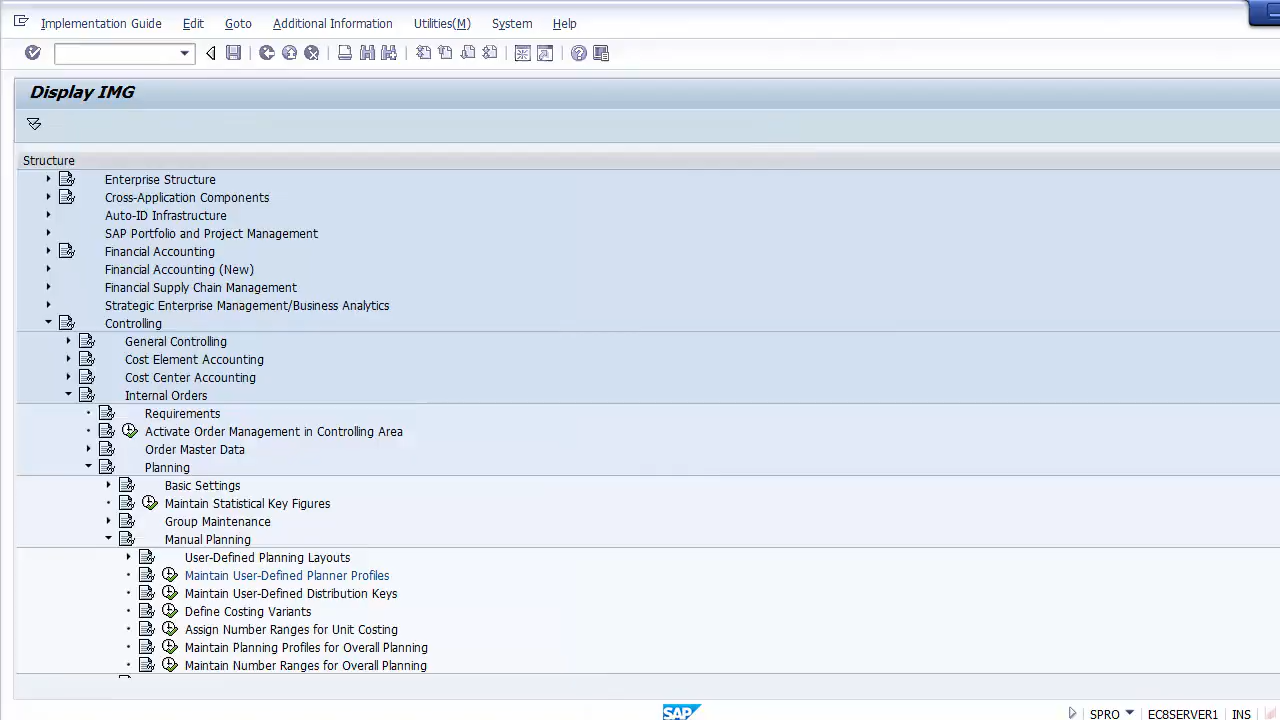 Implementation Guide Edit Goto Additional Information Utilities(M) System Help
Display IMG
Structure
Enterprise Structure
Cross-Application Components
Auto-ID Infrastructure
SAP Portfolio and Project Management
Financial Accounting
Financial Accounting (New)
Financial Supply Chain Management
Strategic Enterprise Management/Business Analytics
Controlling
General Controlling
Cost Element Accounting
Cost Center Accounting
Internal Orders
Requirements
Activate Order Management in Controlling Area
Order Master Data
Planning
Basic Settings
Maintain Statistical Key Figures
Group Maintenance
Manual Planning
User-Defined Planning Layouts
Maintain User-Defined Planner Profiles
Maintain User-Defined Distribution Keys
Define Costing Variants
Assign Number Ranges for Unit Costing
Maintain Planning Profiles for Overall Planning
Maintain Number Ranges for Overall Planning
SAP SPRO EC8SERVER1 INS